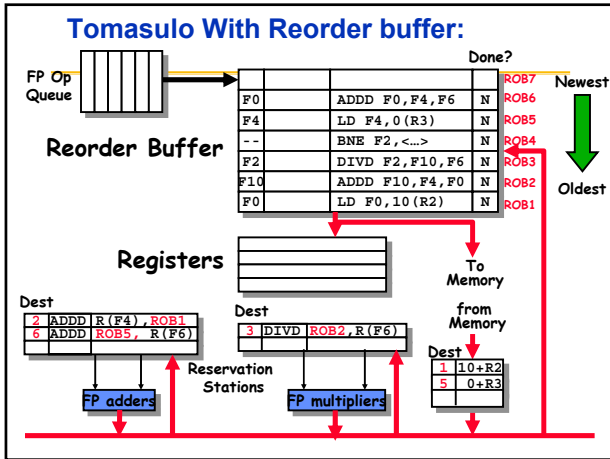 Tomasulo With Reorder buffer:
Done?
FP Op
Queue
ROB7
Newest
F0 ADDD F0,F4,F6 N ROB6
F4 LD F4,0(R3) N ROB5
-- BNE F2,<…> N ROB4
F2 DIVD F2,F10,F6 N ROB3
F10 ADDD F10,F4,F0 N ROB2
F0 LD F0,10(R2) N ROB1
Reorder Buffer
Oldest
Registers
To
Memory
from
Memory
Dest
2 ADDD R(F4),ROB1
6 ADDD ROB5, R(F6)
Dest
3 DIVD ROB2,R(F6)
Dest
1 10+R2
5 0+R3
Reservation
Stations
FP adders
FP multipliers